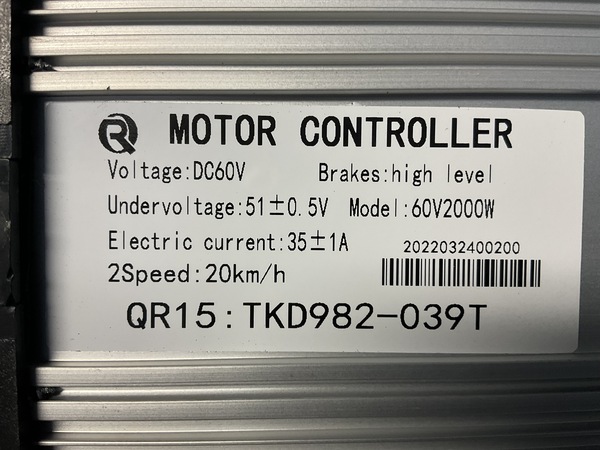 MOTOR CONTROLLER
Voltage:DC60V Brakes:high level
Undervoltage:51±0.5V Model:60V2000W
Electric current:35±1A 2022032400200
2Speed:20km/h
QR15:TKD982-039T